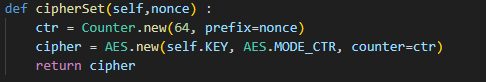 def cipherSet(self,nonce) :
    ctr = Counter.new(64, prefix=nonce)
    cipher = AES.new(self.KEY, AES.MODE_CTR, counter=ctr)
    return cipher